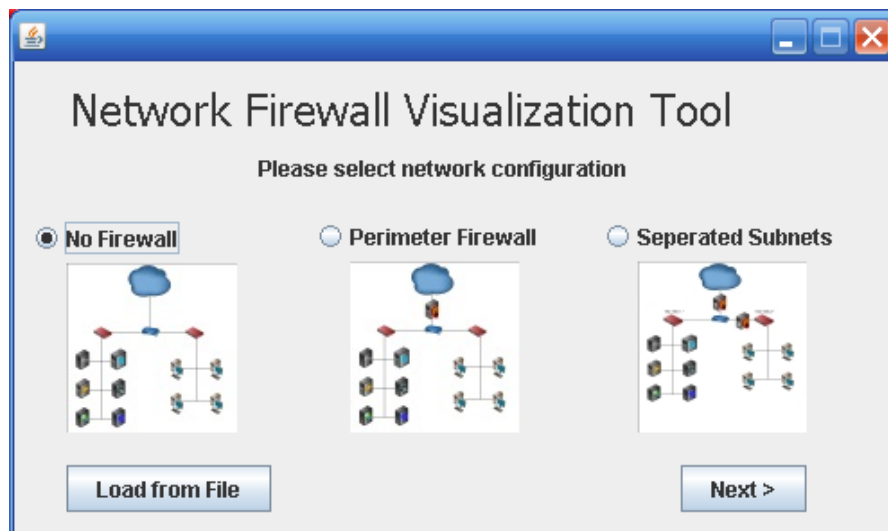 Network Firewall Visualization Tool
Please select network configuration
No Firewall
Perimeter Firewall
Seperated Subnets
Load from File
Next >